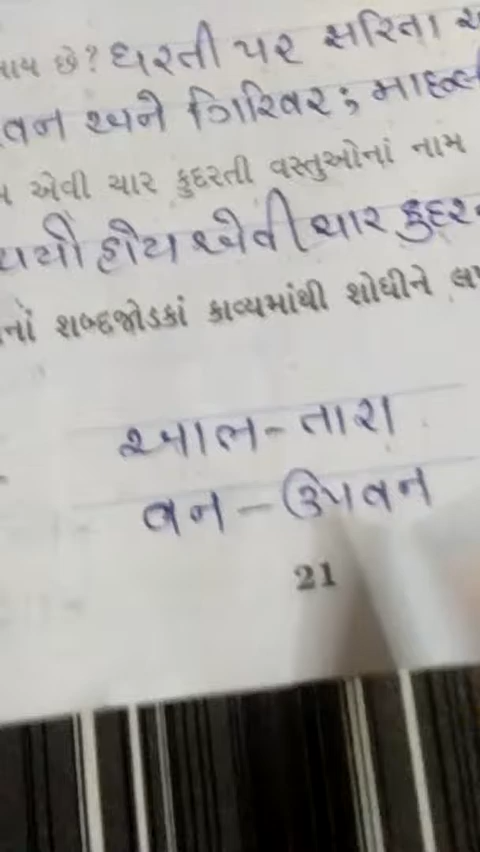 છે? ધરતી પર સરિતા
વન અને ગિરિવર;
એવી ચાર કુદરતી વસ્તુઓનાં નામ
હોય એવી ચાર
શબ્દજોડકાં કાવ્યમાંથી શોધીને
આભ - તારા
વન - ઉપવન
21